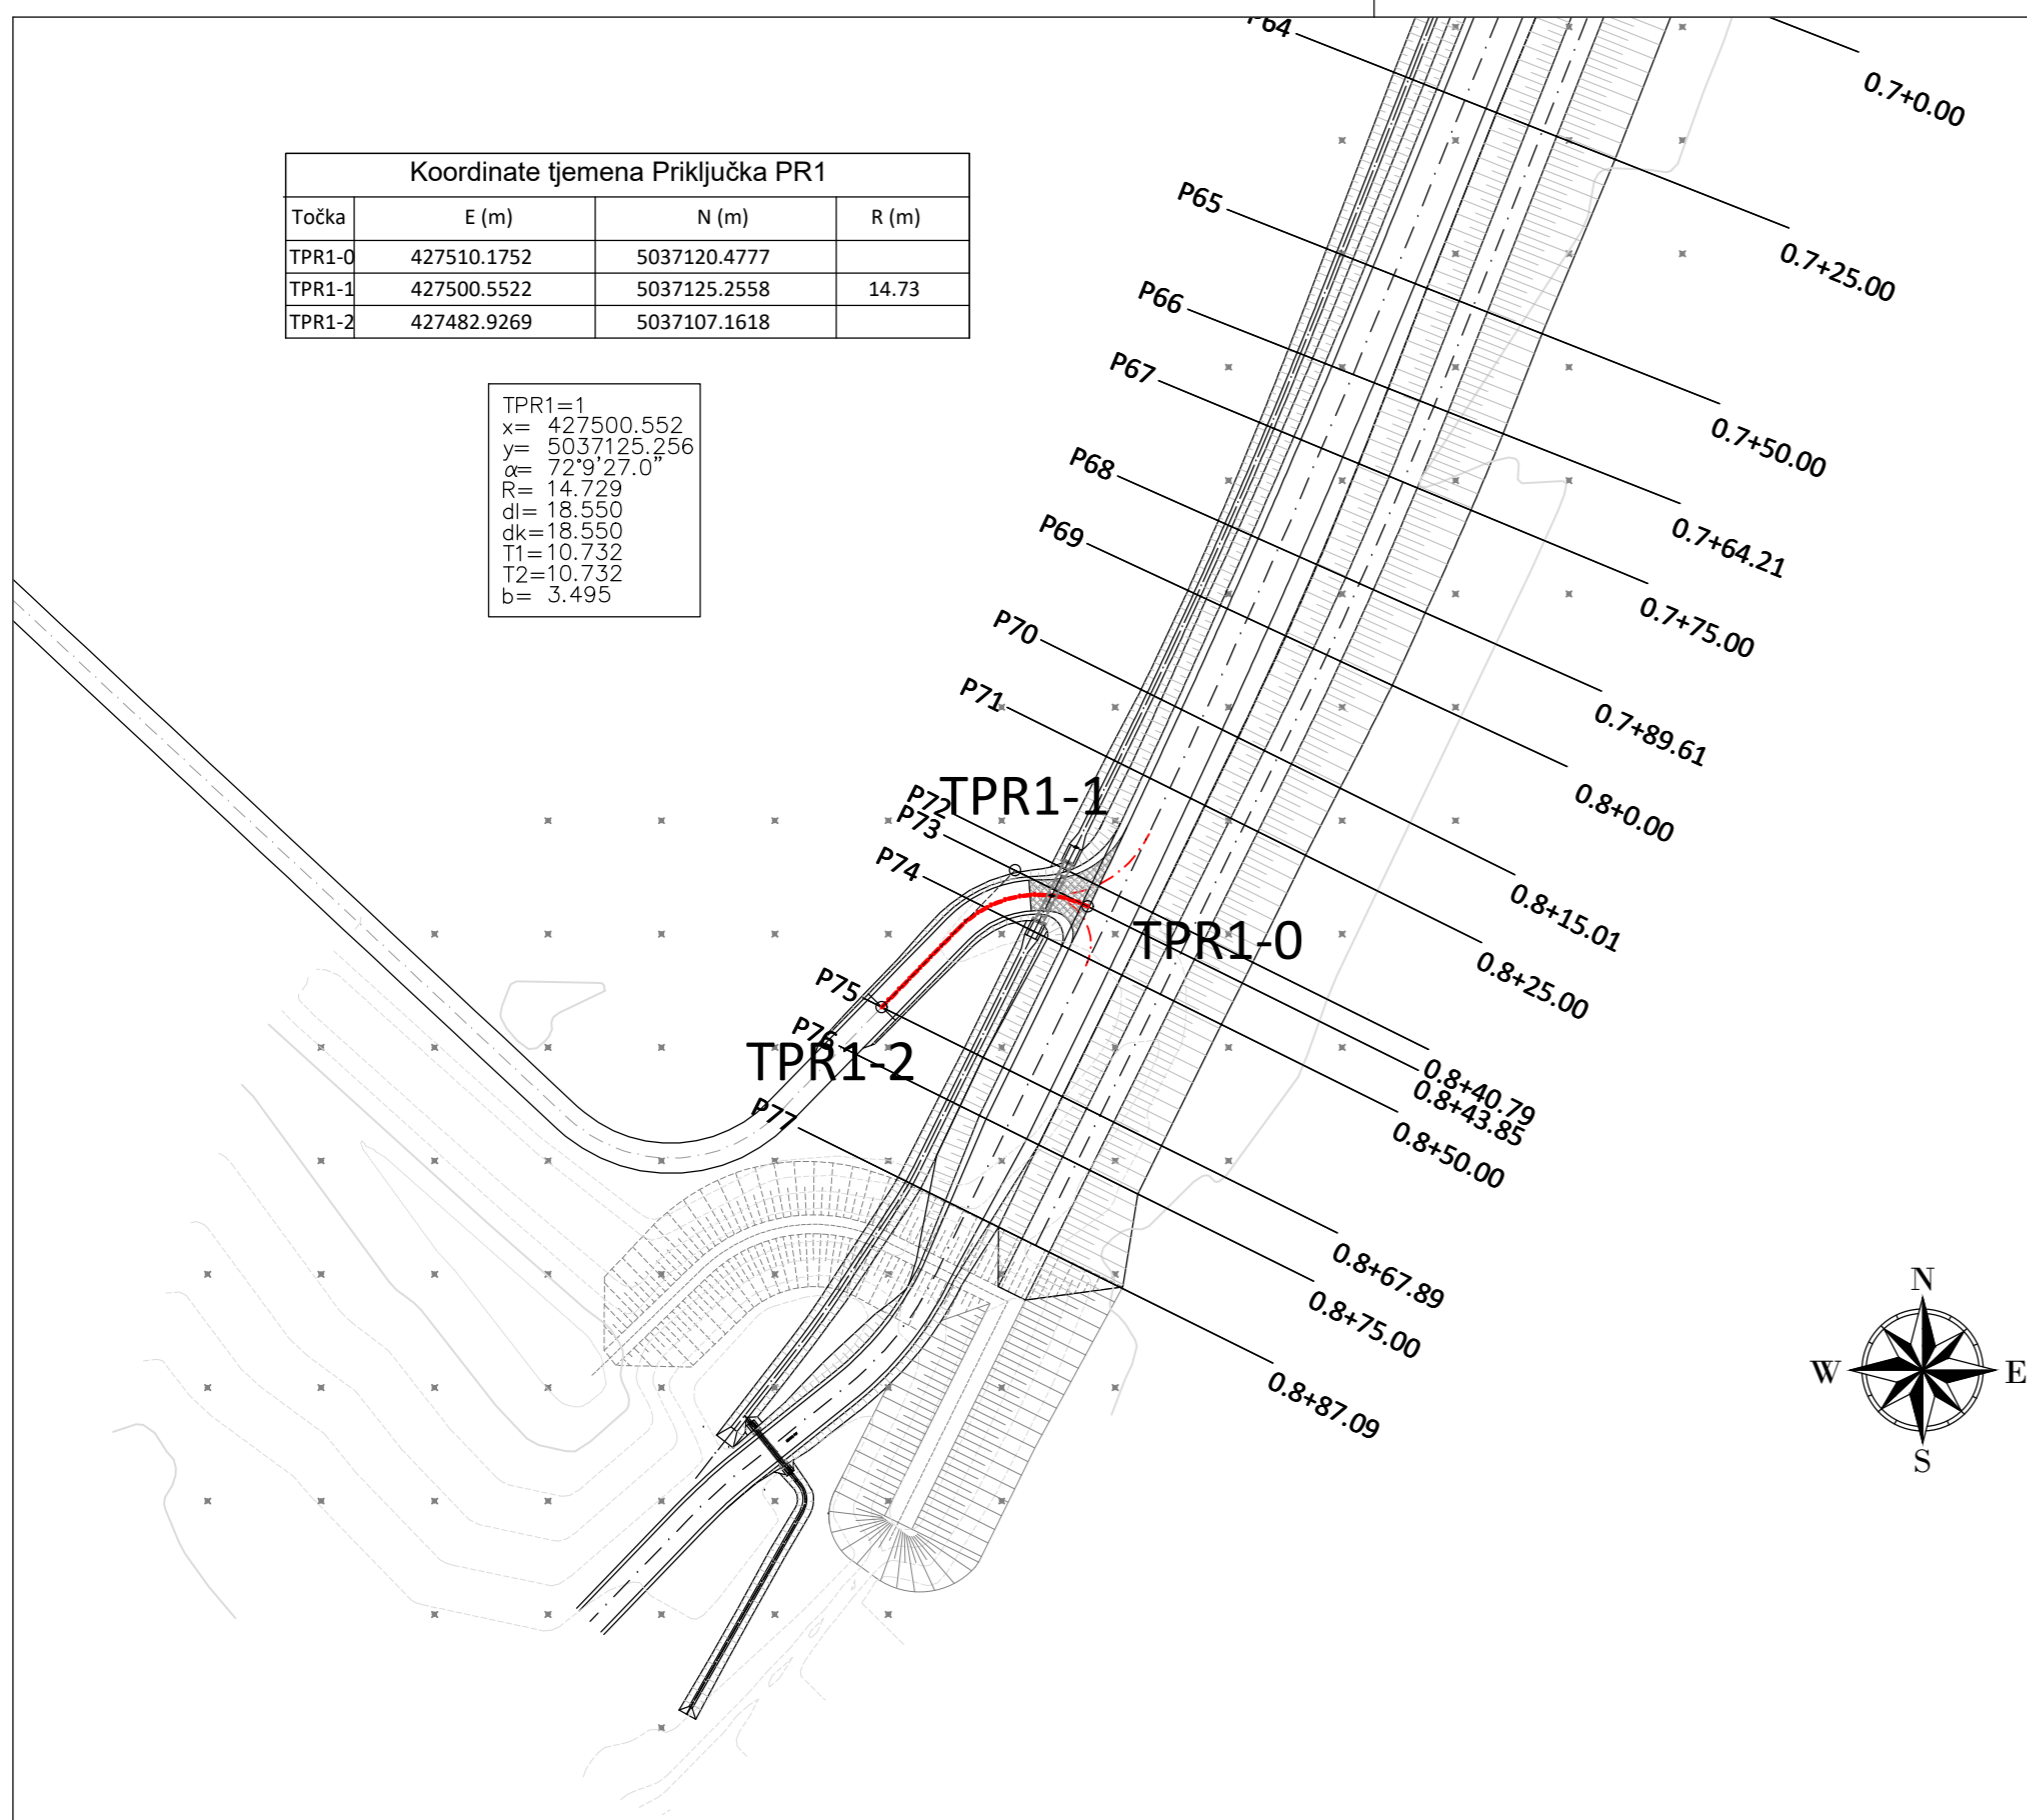 P64
0.7+0.00
Koordinate tjemena Priključka PR1
Točka E (m) N (m) R (m)
TPR1-0 427510.1752 5037120.4777
TPR1-1 427500.5522 5037125.2558 14.73
TPR1-2 427482.9269 5037107.1618
P65
0.7+25.00
P66
P67
TPR1=1
x= 427500.552
y= 5037125.256
α= 72°9'27.0"
R= 14.729
dl= 18.550
dk=18.550
T1=10.732
T2=10.732
b= 3.495
0.7+50.00
P68
0.7+64.21
P69
0.7+75.00
P70
0.7+89.61
P71
0.8+0.00
TPR1-1
P72
P73
P74
0.8+15.01
TPR1-0
0.8+25.00
P75
P76
TPR1-2
0.8+40.79
0.8+43.85
P77
0.8+50.00
0.8+67.89
0.8+75.00
0.8+87.09
N
W E
S